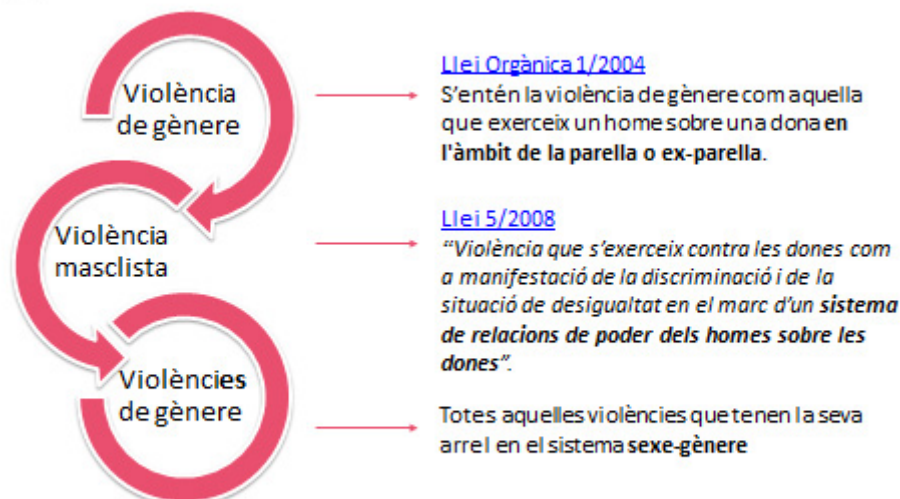 Violència
de gènere
Llei Orgànica 1/2004
S'entén la violència de gènere com aquella
que exerceix un home sobre una dona en
l'àmbit de la parella o ex-parella.
Violència
masclista
Llei 5/2008
“Violència que s'exerceix contra les dones com
a manifestació de la discriminació i de la
situació de desigualtat en el marc d'un sistema
de relacions de poder dels homes sobre les
dones”.
Violències
de gènere
Totes aquelles violències que tenen la seva
arrel en el sistema sexe-gènere